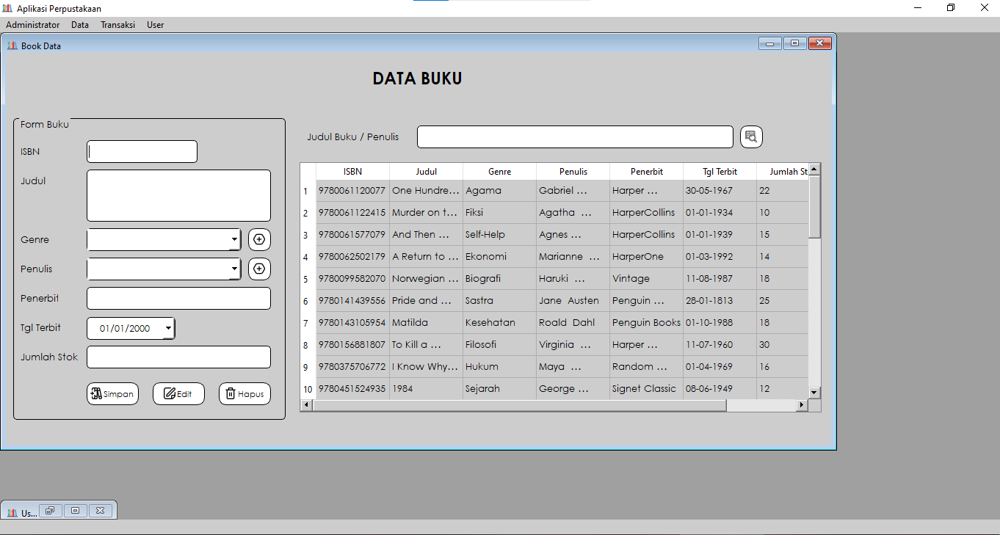 Aplikasi Perpustakaan
Administrator Data Transaksi User
Book Data
DATA BUKU
Form Buku
ISBN
Judul
Genre
Penulis
Penerbit
Tgl Terbit 01/01/2000
Jumlah Stok
Simpan Edit Hapus
Judul Buku / Penulis
ISBN Judul Genre Penulis Penerbit Tgl Terbit Jumlah St
1 9780061120077 One Hundre... Agama Gabriel ... Harper ... 30-05-1967 22
2 9780061122415 Murder on t... Fiksi Agatha ... HarperCollins 01-01-1934 10
3 9780061577079 And Then ... Self-Help Agnes ... HarperCollins 01-01-1939 15
4 9780062502179 A Return to ... Ekonomi Marianne ... HarperOne 01-03-1992 14
5 9780099582070 Norwegian ... Biografi Haruki ... Vintage 11-08-1987 18
6 9780141439556 Pride and ... Sastra Jane Austen Penguin ... 28-01-1813 25
7 9780143105954 Matilda Kesehatan Roald Dahl Penguin Books 01-10-1988 18
8 9780156881807 To Kill a ... Filosofi Virginia ... Harper ... 11-07-1960 30
9 9780375706772 I Know Why... Hukum Maya ... Random ... 01-04-1969 16
10 9780451524935 1984 Sejarah George ... Signet Classic 08-06-1949 12
Us...